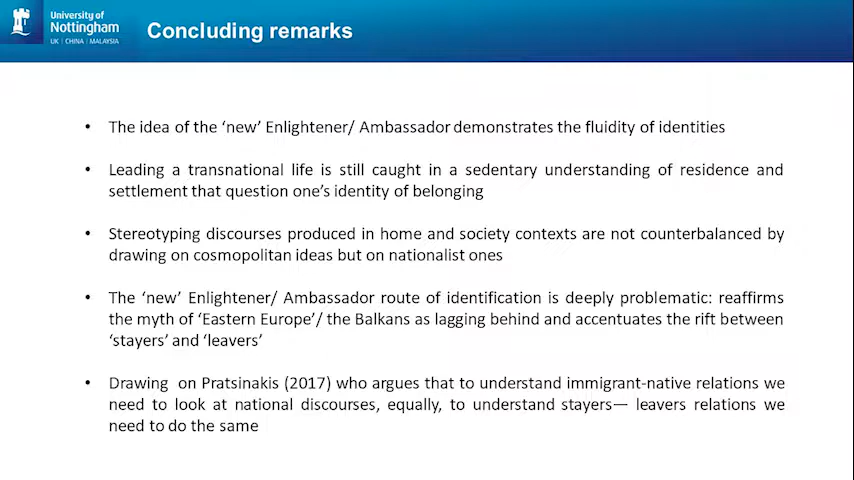 University of
Nottingham
UK | CHINA | MALAYSIA
Concluding remarks
• The idea of the ‘new’ Enlightener/ Ambassador demonstrates the fluidity of identities
• Leading a transnational life is still caught in a sedentary understanding of residence and
settlement that question one’s identity of belonging
• Stereotyping discourses produced in home and society contexts are not counterbalanced by
drawing on cosmopolitan ideas but on nationalist ones
• The ‘new’ Enlightener/ Ambassador route of identification is deeply problematic: reaffirms
the myth of ‘Eastern Europe’/ the Balkans as lagging behind and accentuates the rift between
‘stayers’ and ‘leavers’
• Drawing on Pratsinakis (2017) who argues that to understand immigrant-native relations we
need to look at national discourses, equally, to understand stayers— leavers relations we
need to do the same